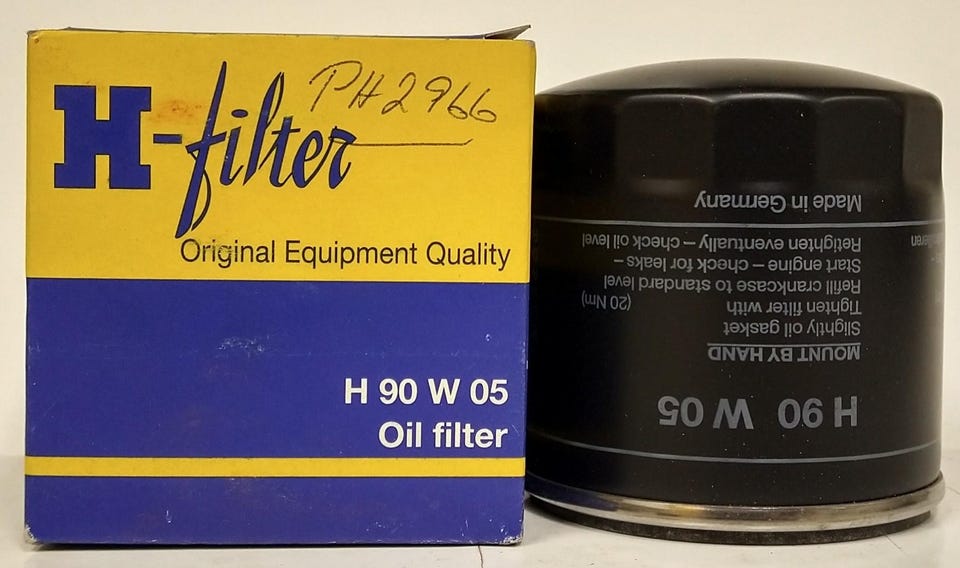 PH2966
H-filter
Original Equipment Quality
H 90 W 05
Oil filter
H 90 W 05
MOUNT BY HAND
Slightly oil gasket
Tighten filter with (20 Nm)
Refill crankcase to standard level
Start engine – check for leaks –
Retighten eventually – check oil level
Made in Germany